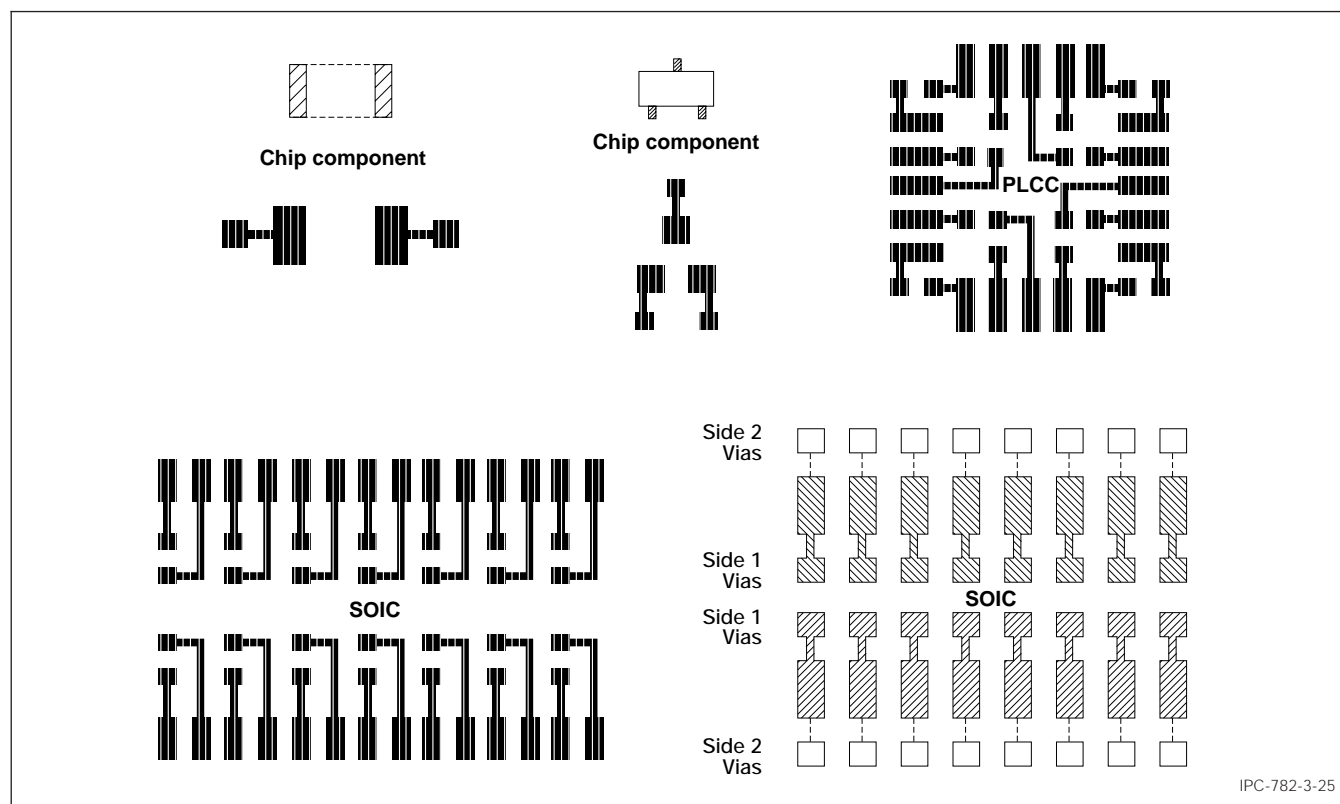 Chip component
Chip component
PLCC
Side 2
Vias
Side 1
Vias
SOIC
SOIC
Side 1
Vias
Side 2
Vias
IPC-782-3-25